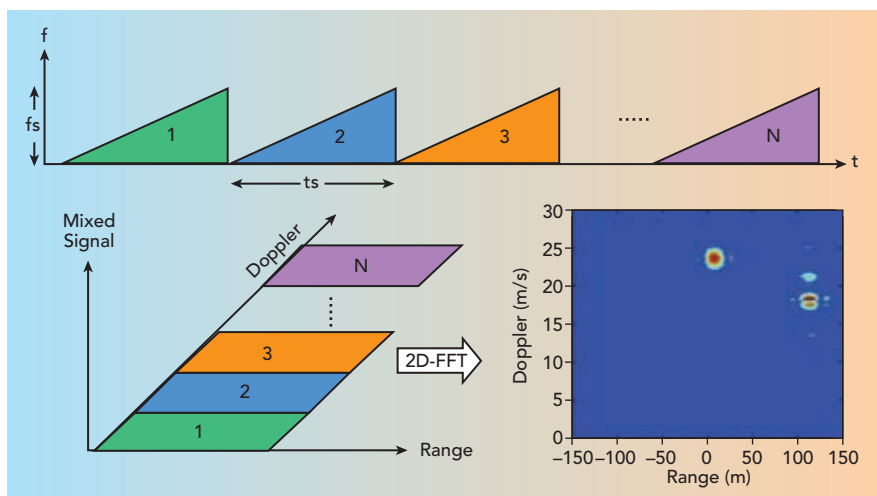 f
fs
1
2
3
.....
N
t
ts
Mixed
Signal
Doppler
N
......
3
2
1
Range
2D-FFT
Doppler (m/s)
30
25
20
15
10
5
0
–150 –100 –50 0 50 100 150
Range (m)